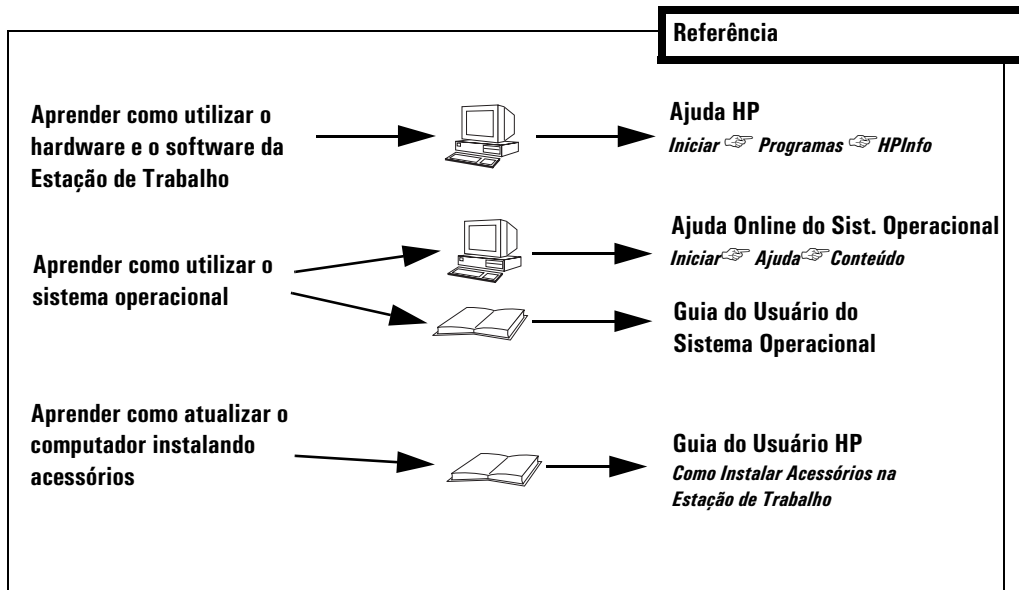 Referência
Aprender como utilizar o
hardware e o software da
Estação de Trabalho
Ajuda HP
Iniciar ☞ Programas ☞ HPInfo
Aprender como utilizar o
sistema operacional
Ajuda Online do Sist. Operacional
Iniciar ☞ Ajuda ☞ Conteúdo
Guia do Usuário do
Sistema Operacional
Aprender como atualizar o
computador instalando
acessórios
Guia do Usuário HP
Como Instalar Acessórios na
Estação de Trabalho